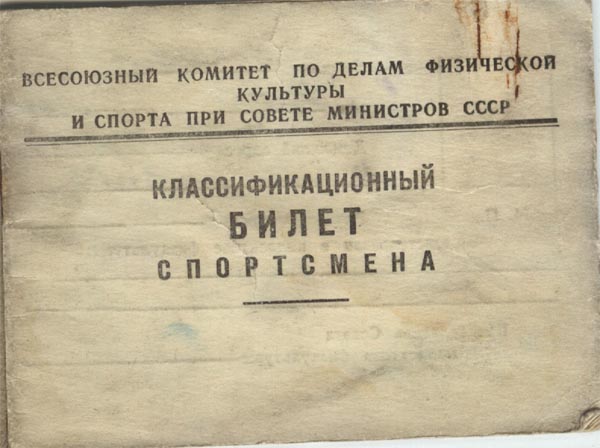 ВСЕСОЮЗНЫЙ КОМИТЕТ ПО ДЕЛАМ ФИЗИЧЕСКОЙ
КУЛЬТУРЫ
И СПОРТА ПРИ СОВЕТЕ МИНИСТРОВ СССР
КЛАССИФИКАЦИОННЫЙ
БИЛЕТ
СПОРТСМЕНА